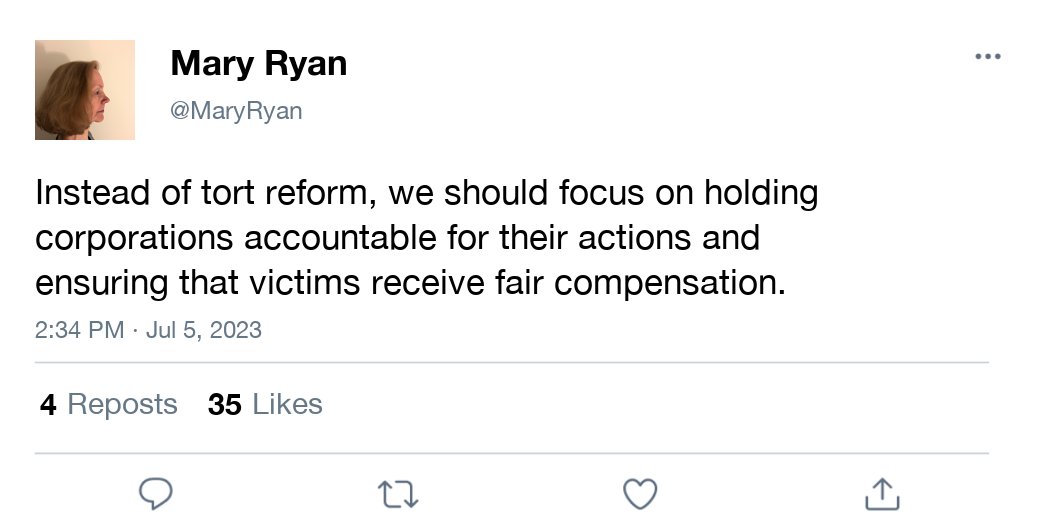 Mary Ryan
@MaryRyan
Instead of tort reform, we should focus on holding
corporations accountable for their actions and
ensuring that victims receive fair compensation.
2:34 PM · Jul 5, 2023
4 Reposts 35 Likes